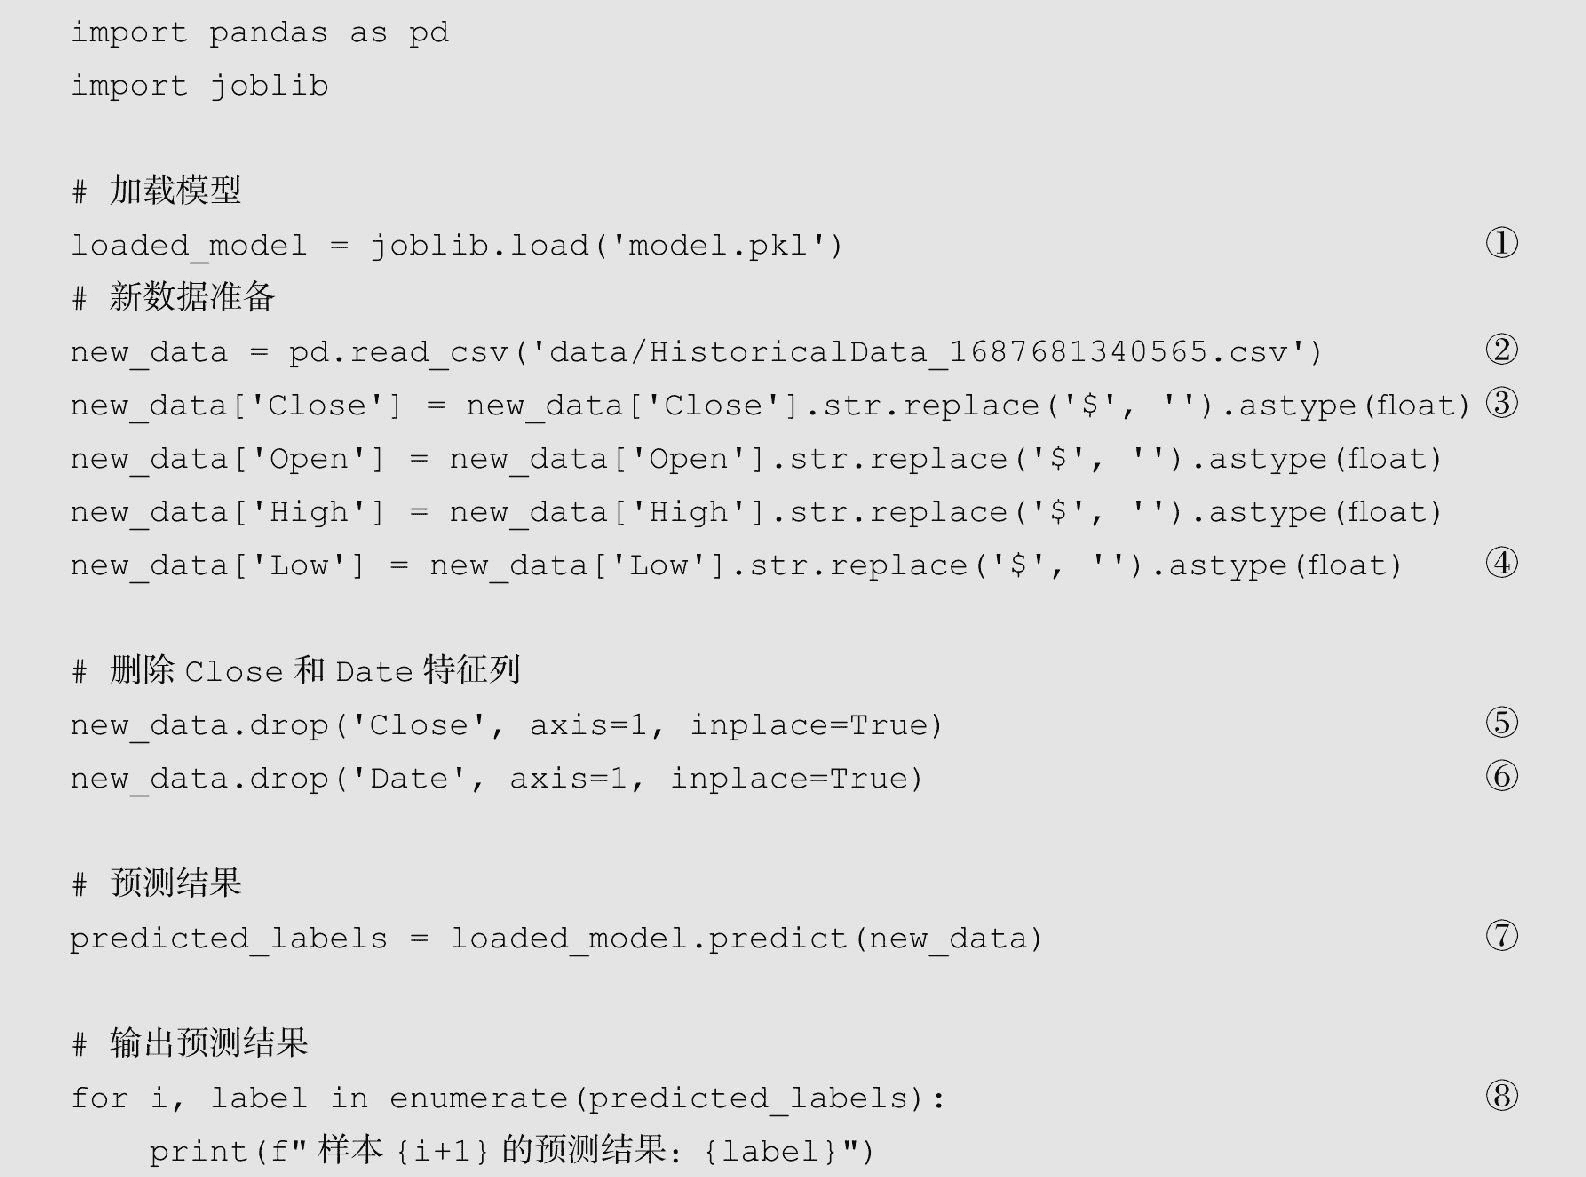 import pandas as pd
import joblib
# 加载模型
loaded_model = joblib.load('model.pkl') ①
# 新数据准备
new_data = pd.read_csv('data/HistoricalData_1687681340565.csv') ②
new_data['Close'] = new_data['Close'].str.replace('$', '').astype(float) ③
new_data['Open'] = new_data['Open'].str.replace('$', '').astype(float)
new_data['High'] = new_data['High'].str.replace('$', '').astype(float)
new_data['Low'] = new_data['Low'].str.replace('$', '').astype(float) ④
# 删除 Close 和 Date 特征列
new_data.drop('Close', axis=1, inplace=True) ⑤
new_data.drop('Date', axis=1, inplace=True) ⑥
# 预测结果
predicted_labels = loaded_model.predict(new_data) ⑦
# 输出预测结果
for i, label in enumerate(predicted_labels): ⑧
    print(f" 样本 {i+1} 的预测结果: {label}")